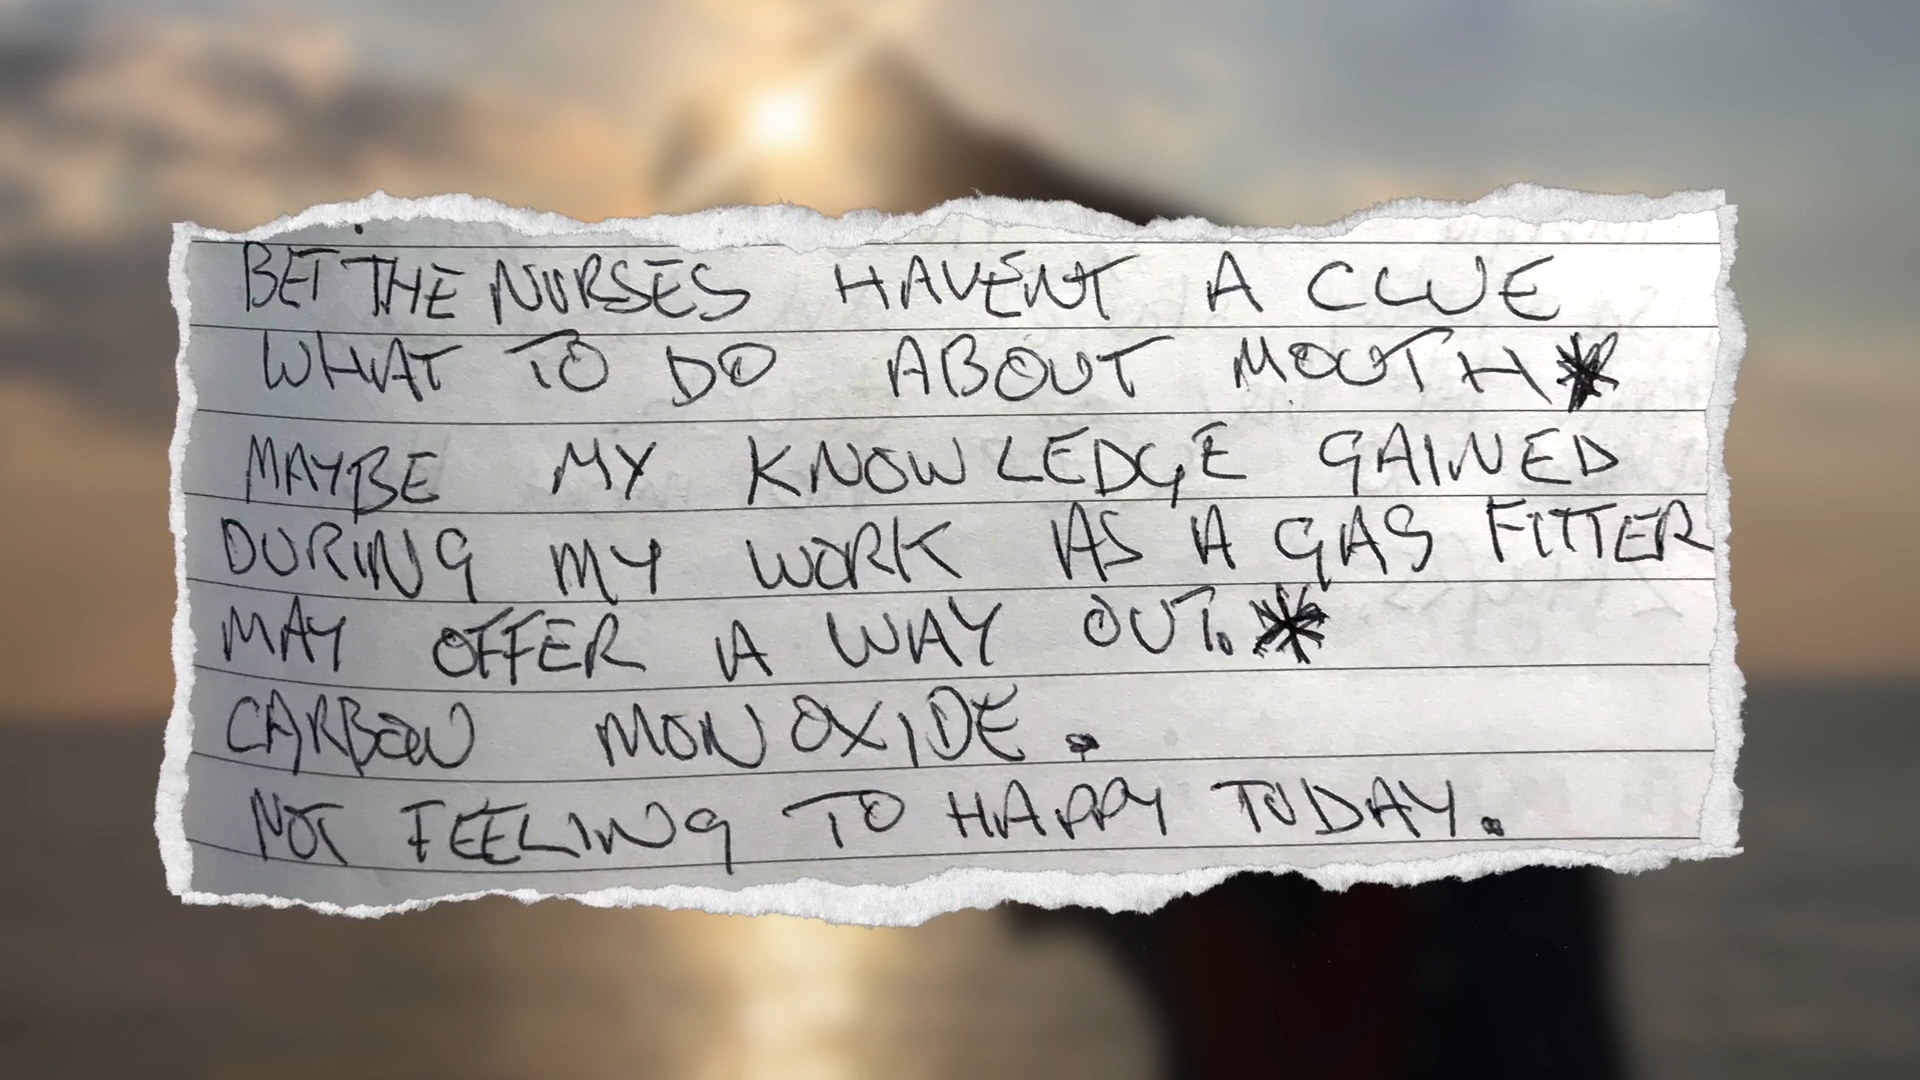 BET THE NURSES HAVENT A CLUE
WHAT TO DO ABOUT MOUTH*
MAYBE MY KNOWLEDGE GAINED
DURING MY WORK AS A GAS FITTER
MAY OFFER A WAY OUT.*
CARBON MONOXIDE.
NOT FEELING TO HAPPY TODAY.